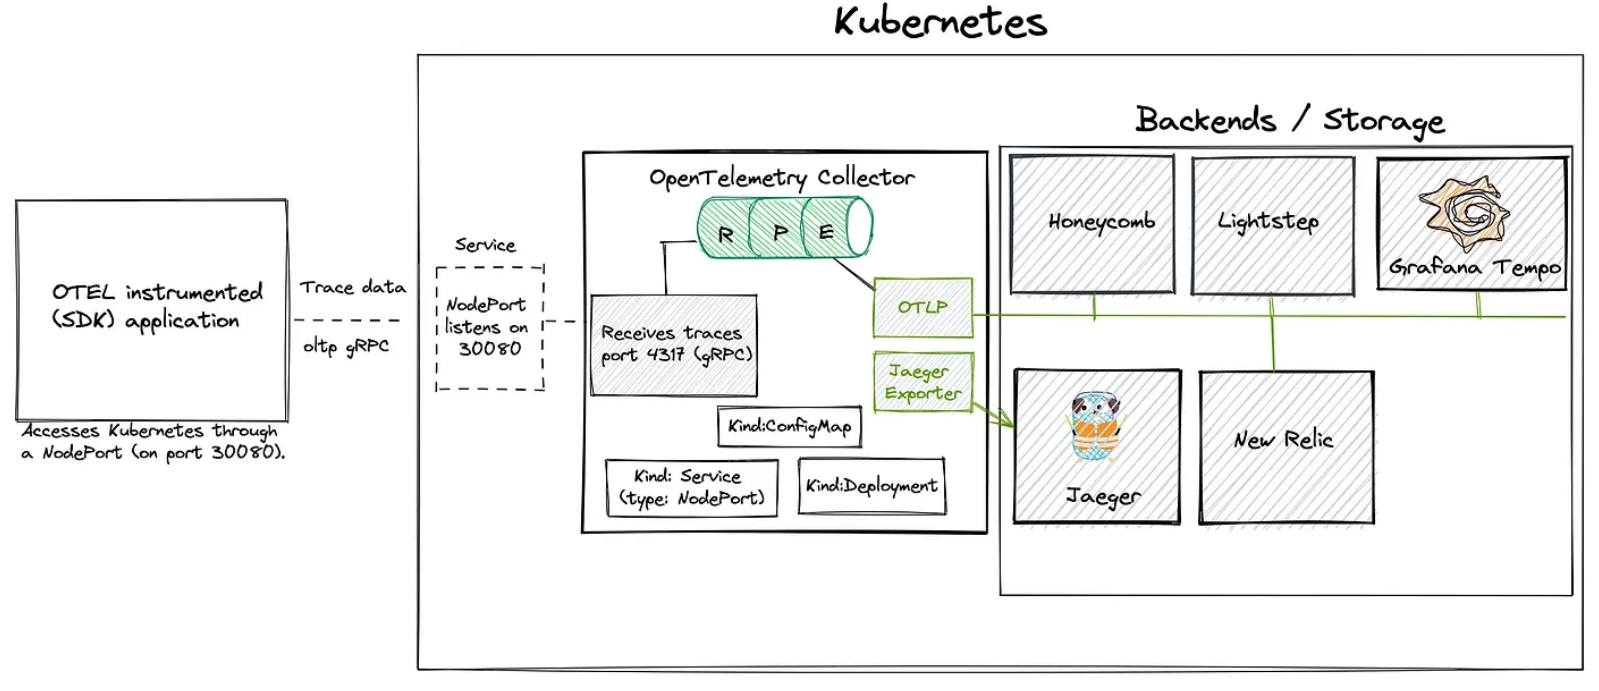 Kubernetes
Backends / Storage
OpenTelemetry Collector
R P E
Honeycomb
Lightstep
Grafana Tempo
Service
OTEL instrumented
(SDK) application
Trace data
oltp gRPC
NodePort
listens on
30080
Receives traces
port 4317 (gRPC)
OTLP
Jaeger
Exporter
Kind:ConfigMap
Kind: Service
(type: NodePort)
Kind:Deployment
Jaeger
New Relic
Accesses Kubernetes through
a NodePort (on port 30080).